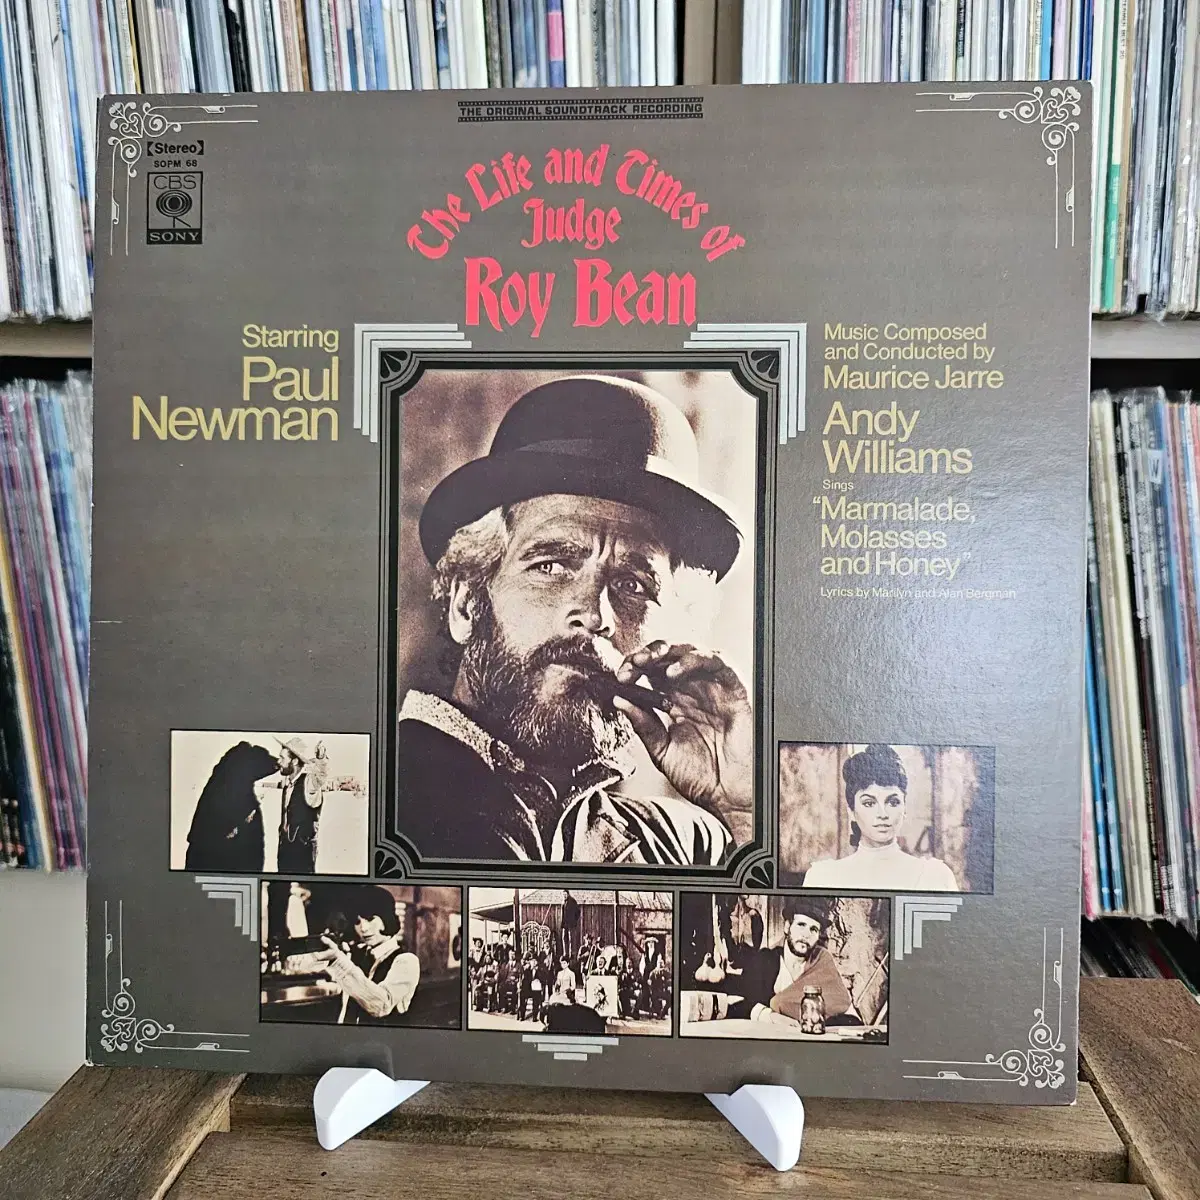 THE ORIGINAL SOUNDTRACK RECORDING
【Stereo】
SOPM 68
CBS
SONY
The Life and Times of
Judge
Roy Bean
Starring
Paul
Newman
Music Composed
and Conducted by
Maurice Jarre
Andy
Williams
Sings
“Marmalade,
Molasses
and Honey”
Lyrics by Marilyn and Alan Bergman